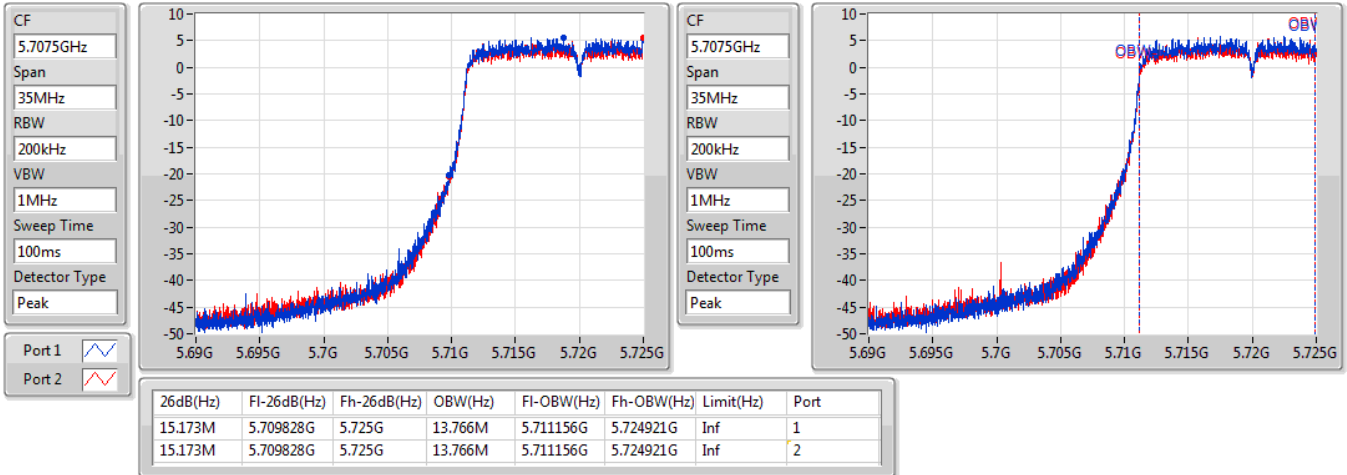 CF
5.7075GHz
Span
35MHz
RBW
200kHz
VBW
1MHz
Sweep Time
100ms
Detector Type
Peak
Port 1
Port 2
10
5
0
-5
-10
-15
-20
-25
-30
-35
-40
-45
-50
5.69G 5.695G 5.7G 5.705G 5.71G 5.715G 5.72G 5.725G
CF
5.7075GHz
Span
35MHz
RBW
200kHz
VBW
1MHz
Sweep Time
100ms
Detector Type
Peak
10
5
0
-5
-10
-15
-20
-25
-30
-35
-40
-45
-50
OBW
OBW
5.69G 5.695G 5.7G 5.705G 5.71G 5.715G 5.72G 5.725G
26dB(Hz) Fl-26dB(Hz) Fh-26dB(Hz) OBW(Hz) Fl-OBW(Hz) Fh-OBW(Hz) Limit(Hz) Port
15.173M 5.709828G 5.725G 13.766M 5.711156G 5.724921G Inf 1
15.173M 5.709828G 5.725G 13.766M 5.711156G 5.724921G Inf 2